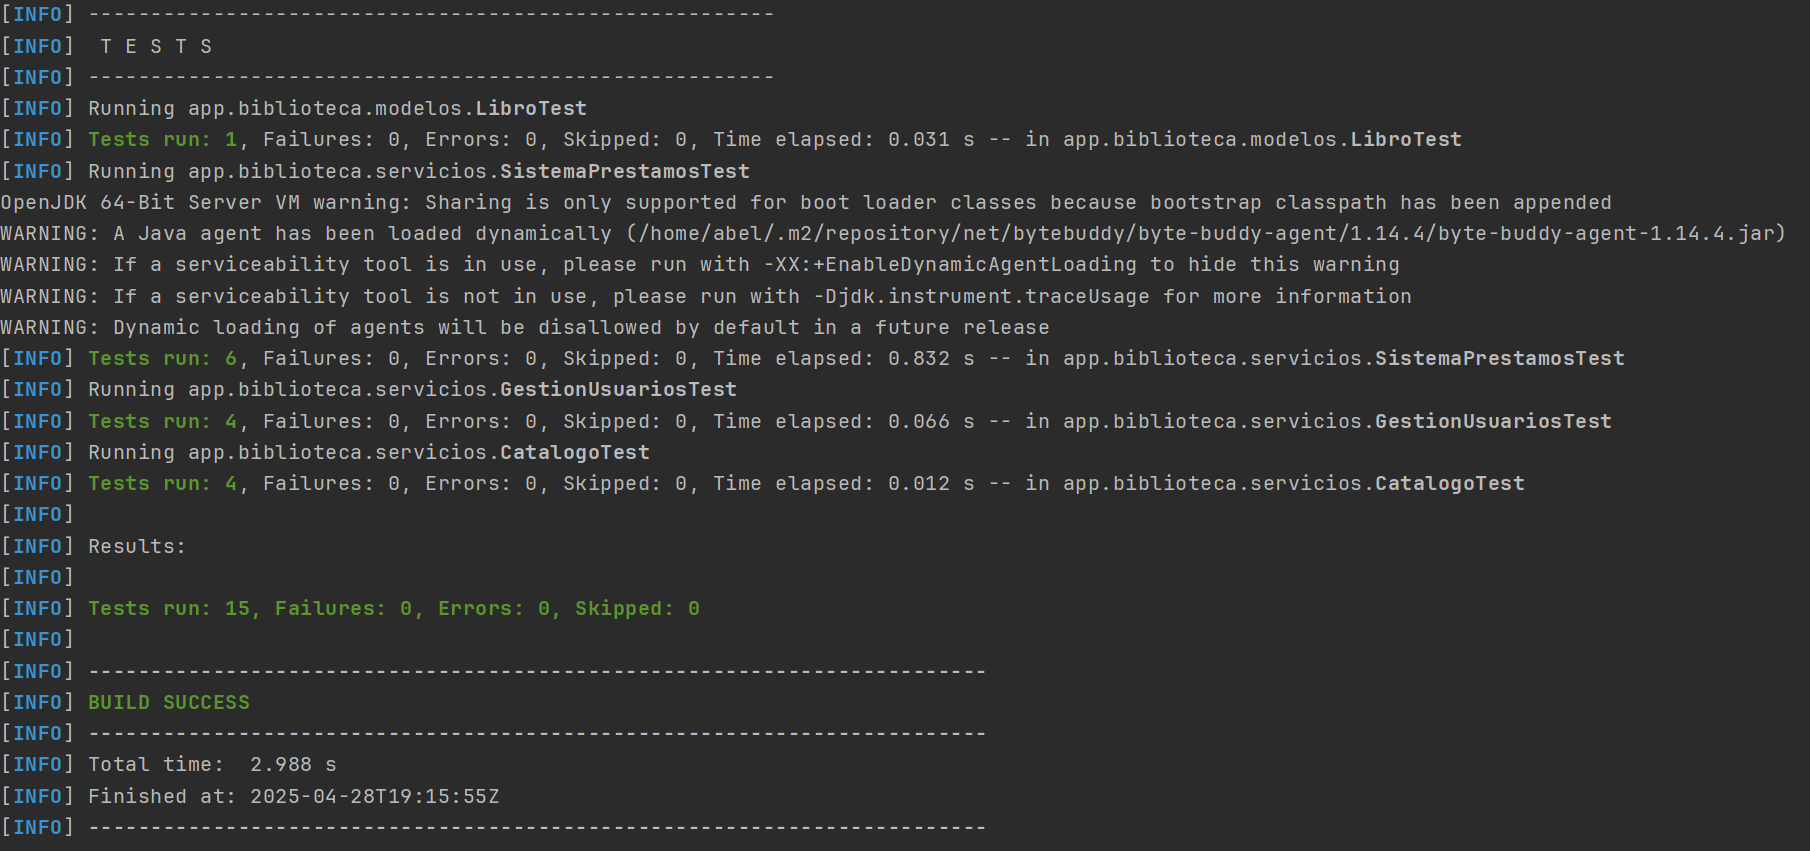 [INFO] -------------------------------------------------------
[INFO]  T E S T S
[INFO] -------------------------------------------------------
[INFO] Running app.biblioteca.modelos.LibroTest
[INFO] Tests run: 1, Failures: 0, Errors: 0, Skipped: 0, Time elapsed: 0.031 s -- in app.biblioteca.modelos.LibroTest
[INFO] Running app.biblioteca.servicios.SistemaPrestamosTest
OpenJDK 64-Bit Server VM warning: Sharing is only supported for boot loader classes because bootstrap classpath has been appended
WARNING: A Java agent has been loaded dynamically (/home/abel/.m2/repository/net/bytebuddy/byte-buddy-agent/1.14.4/byte-buddy-agent-1.14.4.jar)
WARNING: If a serviceability tool is in use, please run with -XX:+EnableDynamicAgentLoading to hide this warning
WARNING: If a serviceability tool is not in use, please run with -Djdk.instrument.traceUsage for more information
WARNING: Dynamic loading of agents will be disallowed by default in a future release
[INFO] Tests run: 6, Failures: 0, Errors: 0, Skipped: 0, Time elapsed: 0.832 s -- in app.biblioteca.servicios.SistemaPrestamosTest
[INFO] Running app.biblioteca.servicios.GestionUsuariosTest
[INFO] Tests run: 4, Failures: 0, Errors: 0, Skipped: 0, Time elapsed: 0.066 s -- in app.biblioteca.servicios.GestionUsuariosTest
[INFO] Running app.biblioteca.servicios.CatalogoTest
[INFO] Tests run: 4, Failures: 0, Errors: 0, Skipped: 0, Time elapsed: 0.012 s -- in app.biblioteca.servicios.CatalogoTest
[INFO]
[INFO] Results:
[INFO]
[INFO] Tests run: 15, Failures: 0, Errors: 0, Skipped: 0
[INFO]
[INFO] ------------------------------------------------------------------------
[INFO] BUILD SUCCESS
[INFO] ------------------------------------------------------------------------
[INFO] Total time:  2.988 s
[INFO] Finished at: 2025-04-28T19:15:55Z
[INFO] ------------------------------------------------------------------------